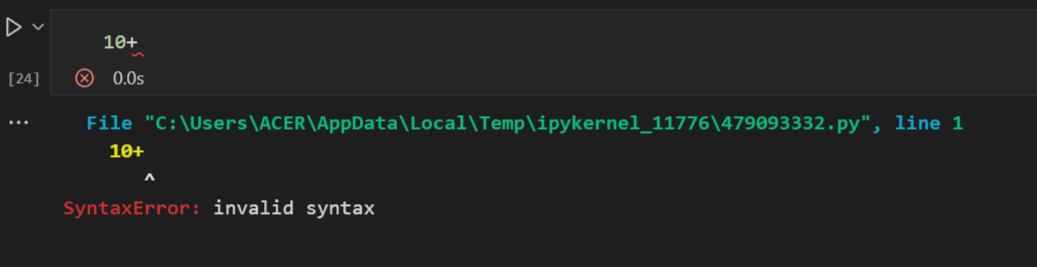 10+
[24]
0.0s
... File "C:\Users\ACER\AppData\Local\Temp\ipykernel_11776\479093332.py", line 1
10+
^
SyntaxError: invalid syntax